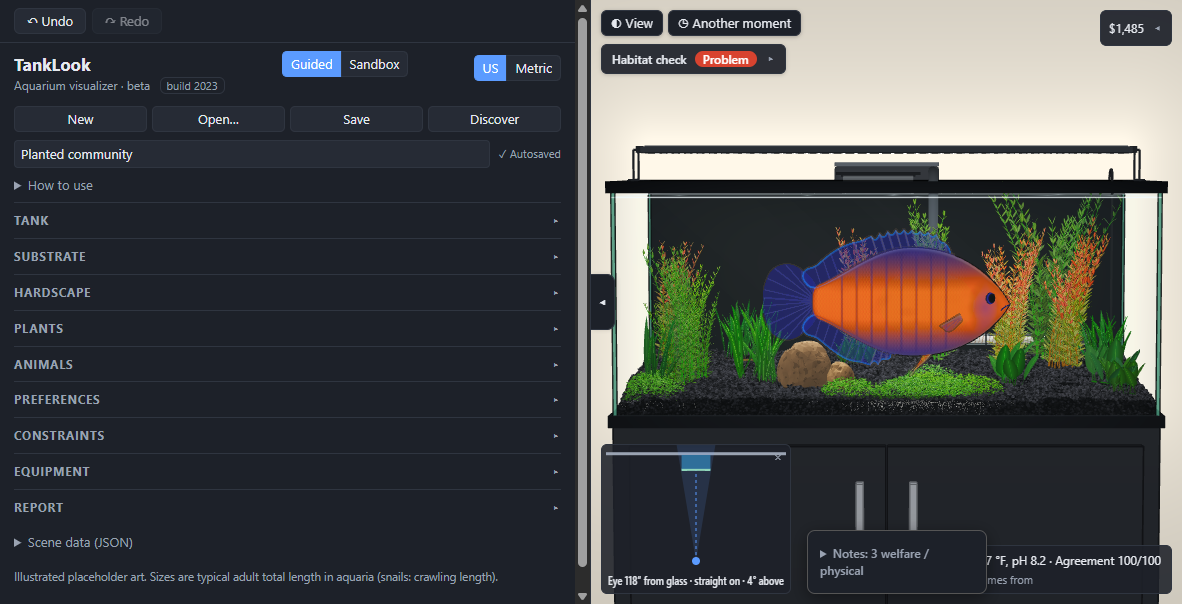 Undo
Redo
TankLook
Aquarium visualizer · beta
build 2023
Guided
Sandbox
US
Metric
New
Open...
Save
Discover
Planted community
✓ Autosaved
How to use
TANK
SUBSTRATE
HARDSCAPE
PLANTS
ANIMALS
PREFERENCES
CONSTRAINTS
EQUIPMENT
REPORT
Scene data (JSON)
Illustrated placeholder art. Sizes are typical adult total length in aquaria (snails: crawling length).
View
Another moment
$1,485
Habitat check
Problem
Eye 118" from glass · straight on · 4° above
Notes: 3 welfare /
physical
7 °F, pH 8.2 · Agreement 100/100
mes from